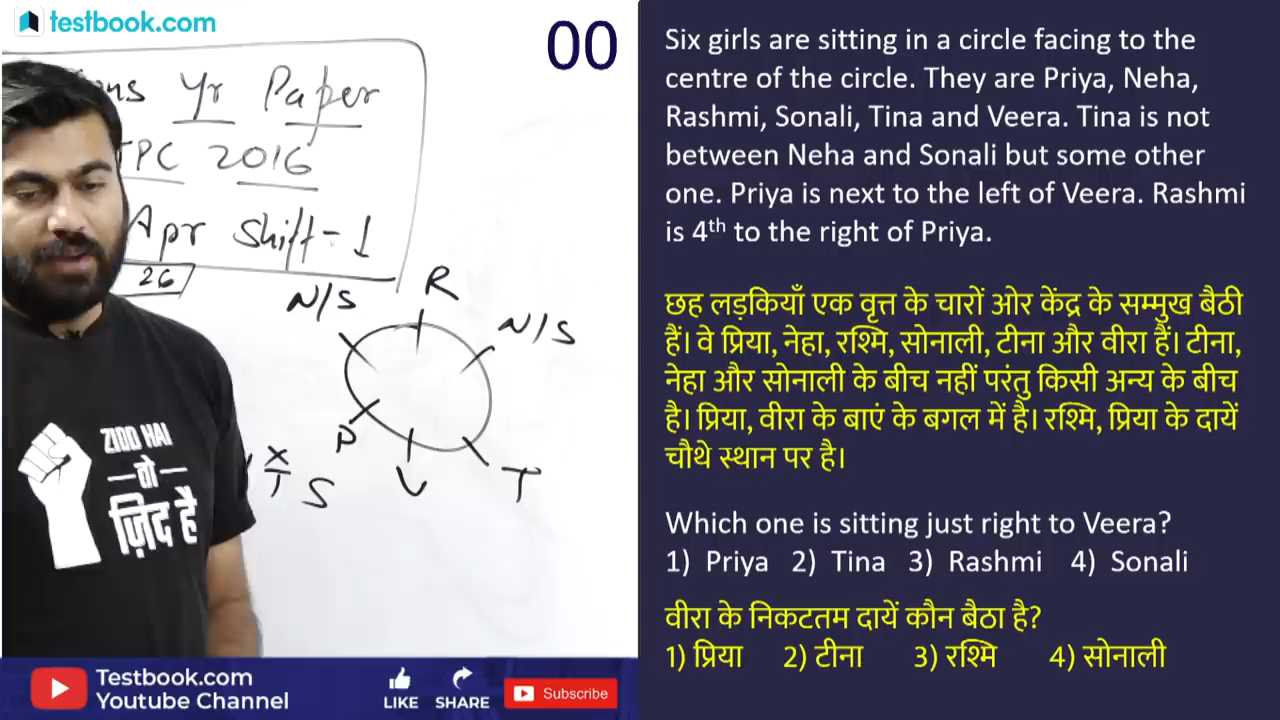 testbook.com
00
ons Yr Paper
TPC 2016
Apr Shift-1
26
R
N/S
N/S
P
V
T
X
T S
ZIDD HAI
वो
ज़िद है
Six girls are sitting in a circle facing to the
centre of the circle. They are Priya, Neha,
Rashmi, Sonali, Tina and Veera. Tina is not
between Neha and Sonali but some other
one. Priya is next to the left of Veera. Rashmi
is 4th to the right of Priya.
छह लड़कियाँ एक वृत्त के चारों ओर केंद्र के सम्मुख बैठी
हैं। वे प्रिया, नेहा, रश्मि, सोनाली, टीना और वीरा हैं। टीना,
नेहा और सोनाली के बीच नहीं परंतु किसी अन्य के बीच
है। प्रिया, वीरा के बाएं के बगल में है। रश्मि, प्रिया के दायें
चौथे स्थान पर है।
Which one is sitting just right to Veera?
1) Priya 2) Tina 3) Rashmi 4) Sonali
वीरा के निकटतम दायें कौन बैठा है?
1) प्रिया 2) टीना 3) रश्मि 4) सोनाली
Testbook.com
YouTube Channel
LIKE SHARE Subscribe